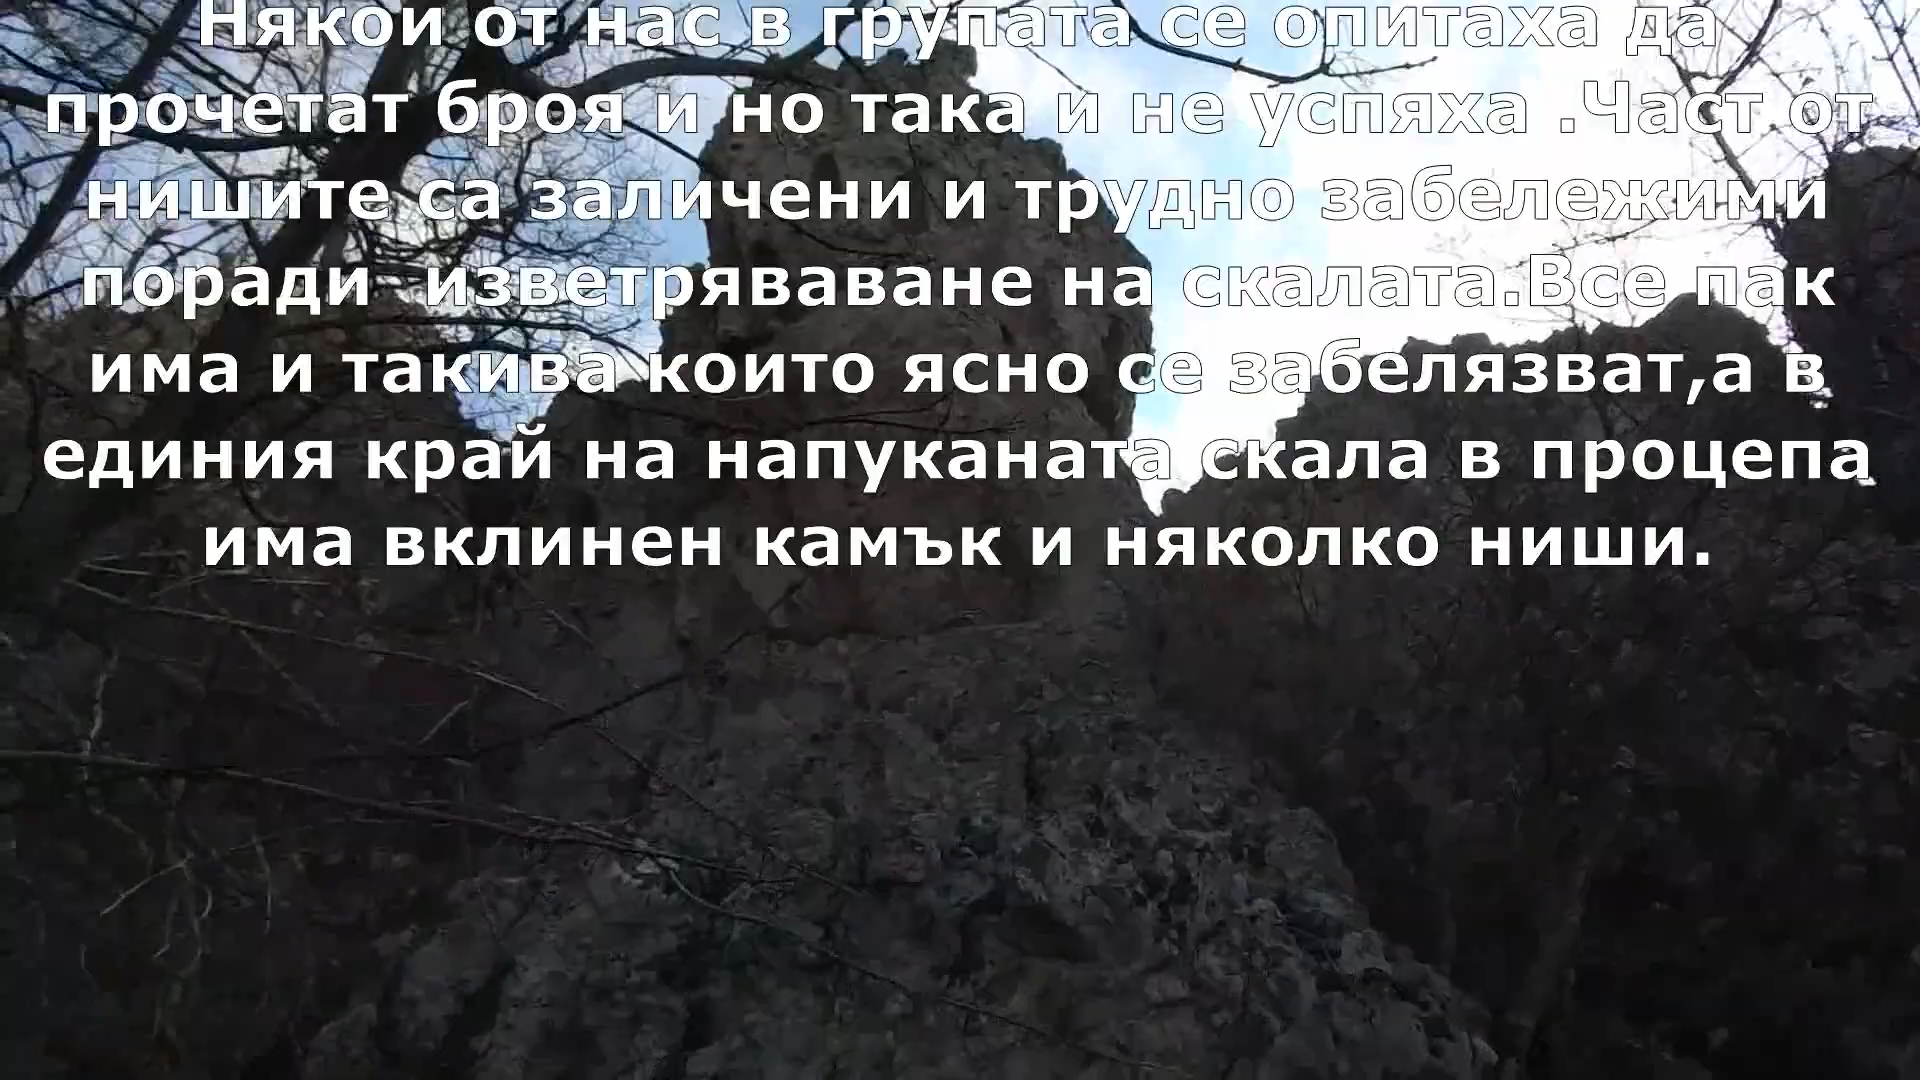 Някои от нас в групата се опитаха да
прочетат броя и но така и не успяха .Част от
нишите са заличени и трудно забележими
поради  изветряваване на скалата.Все пак
има и такива които ясно се забелязват,а в
единия край на напуканата скала в процепа
има вклинен камък и няколко ниши.